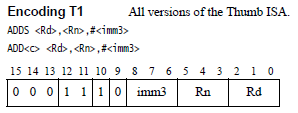 Encoding T1 All versions of the Thumb ISA.
ADDS <Rd>,<Rn>,#<imm3>
ADD<c> <Rd>,<Rn>,#<imm3>
15 14 13 12 11 10 9 8 7 6 5 4 3 2 1 0
0 0 0 1 1 1 0 imm3 Rn Rd